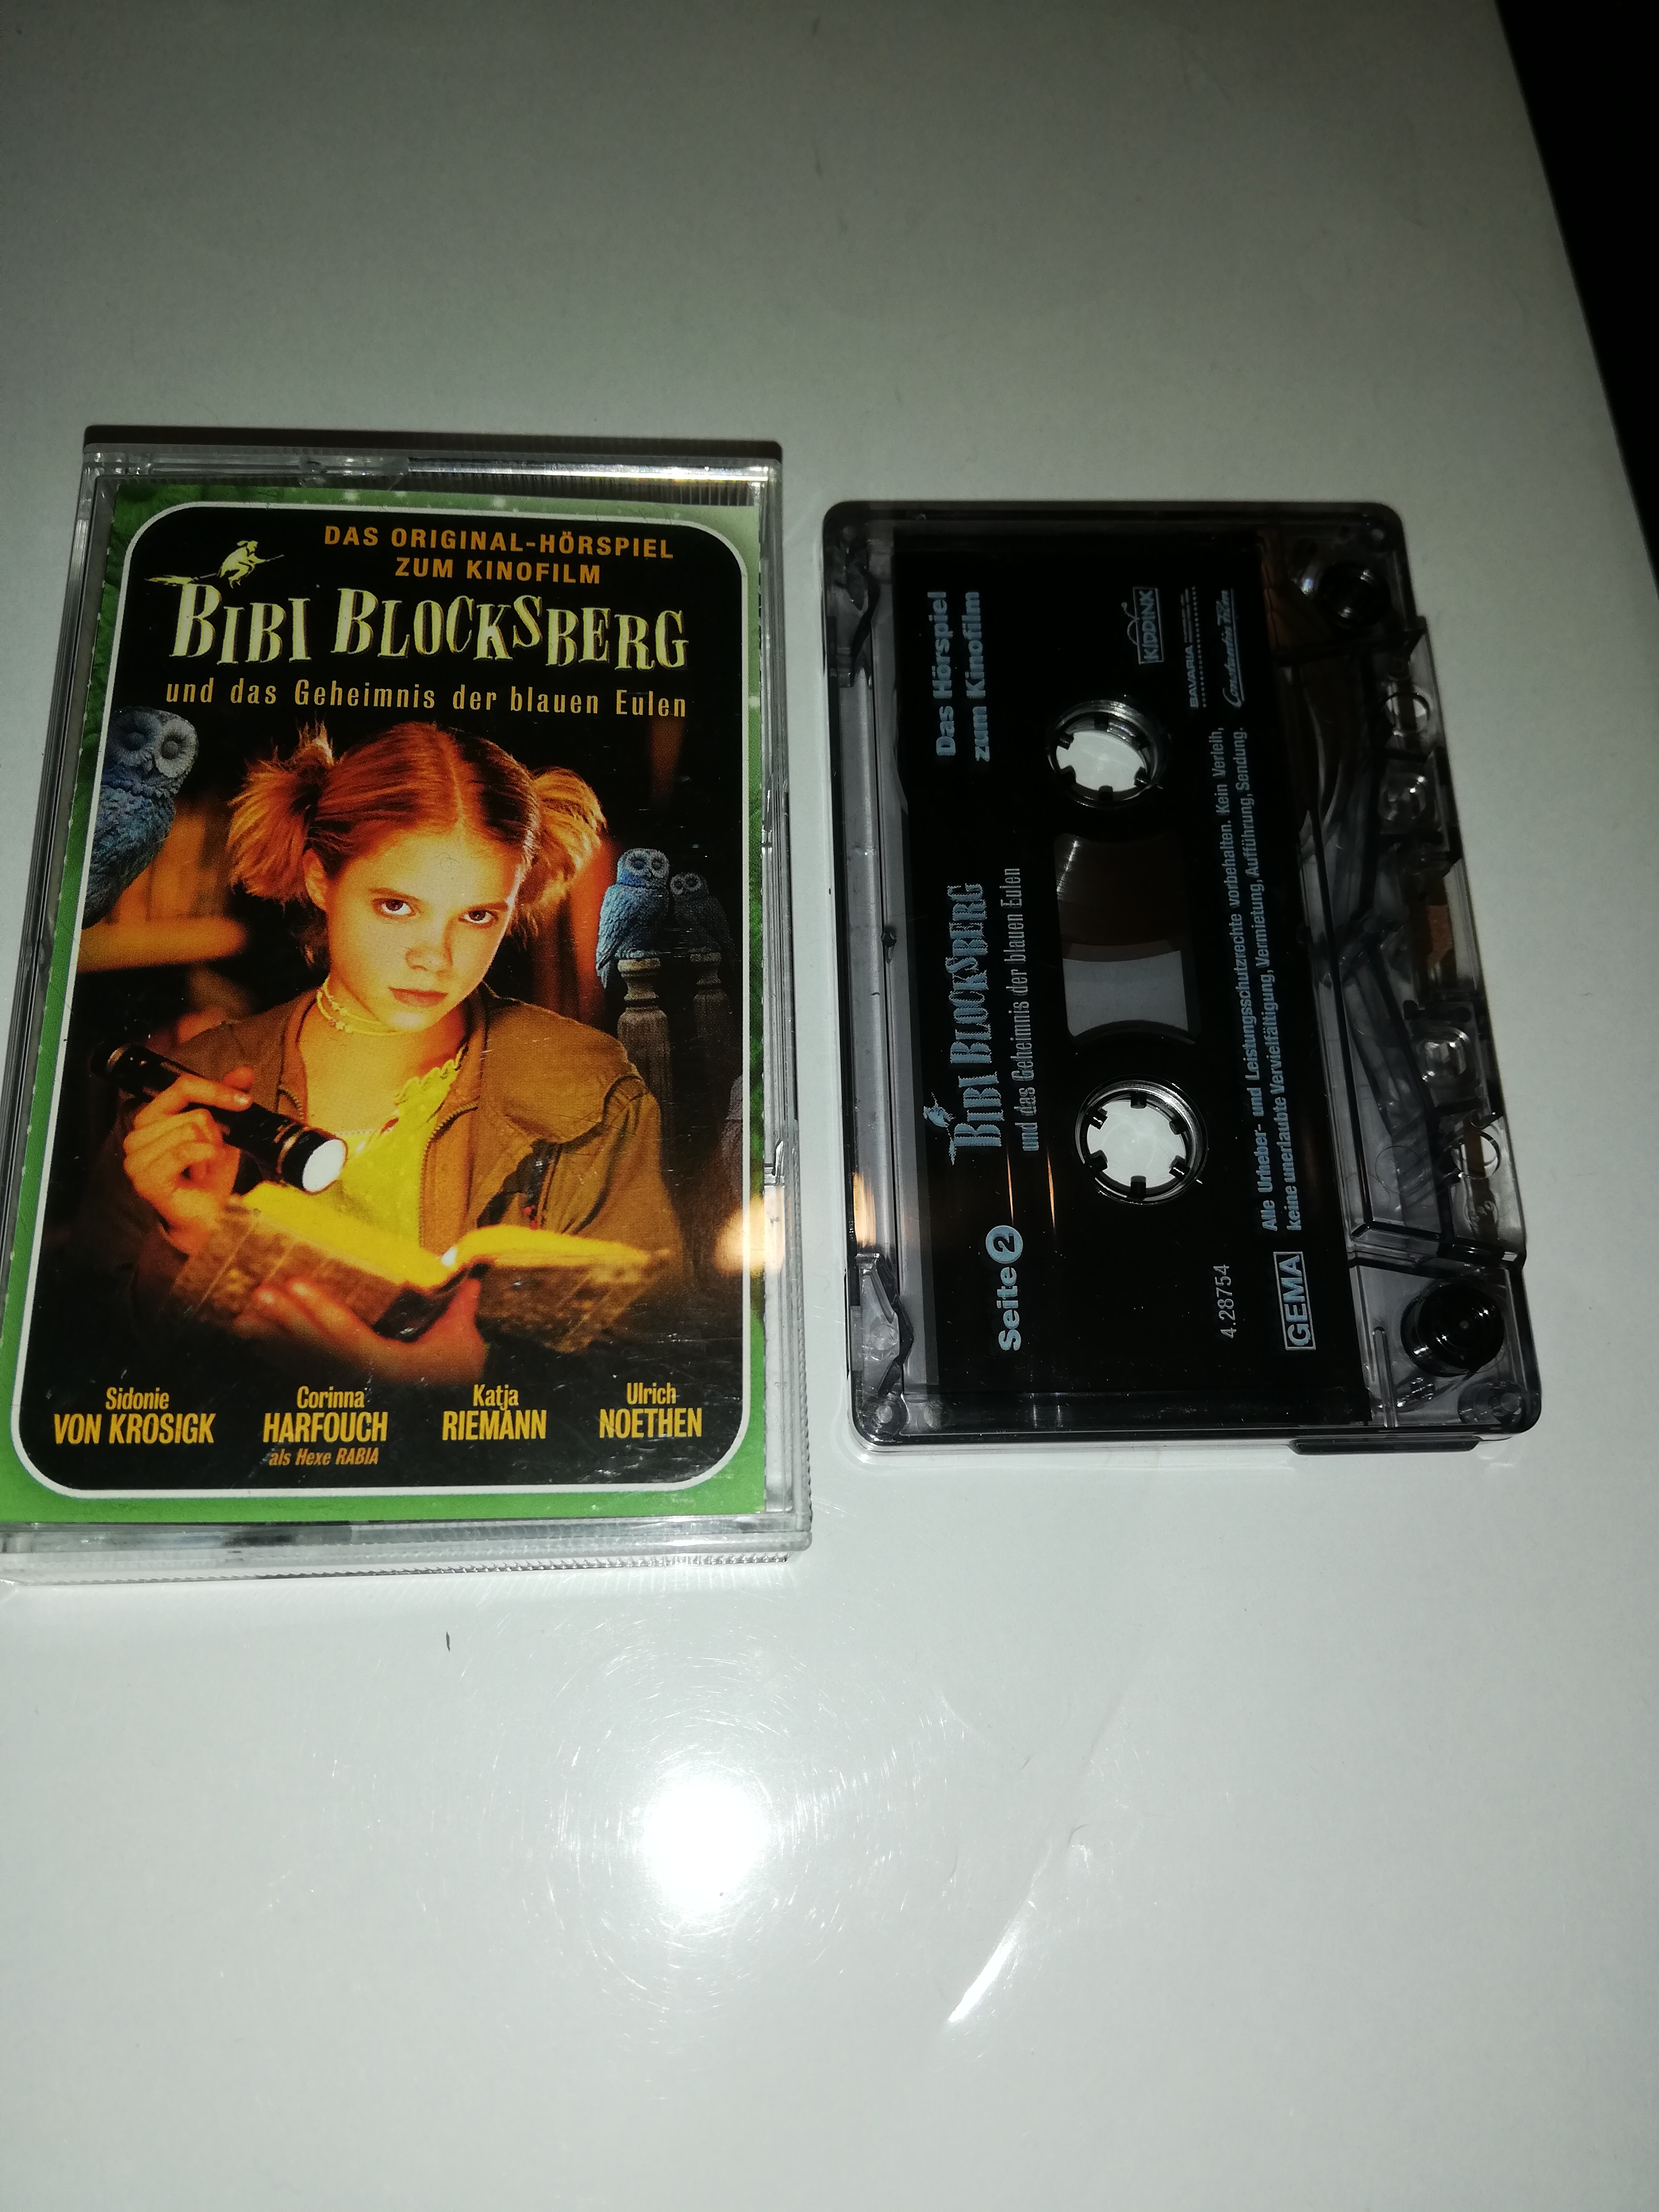 DAS ORIGINAL-HÖRSPIEL
ZUM KINOFILM
BIBI BLOCKSBERG
und das Geheimnis der blauen Eulen
Sidonie
VON KROSIGK
Corinna
HARFOUCH
als Hexe RABIA
Katja
RIEMANN
Ulrich
NOETHEN
Das Hörspiel
zum Kinofilm
BIBI BLOCKSBERG
und das Geheimnis der blauen Eulen
Seite 2
KIDDINX
BAVARIA
Constantin Film
4.28754
GEMA
Alle Urheber- und Leistungsschutzrechte vorbehalten. Kein Verleih,
keine unerlaubte Vervielfältigung, Vermietung, Aufführung, Sendung.